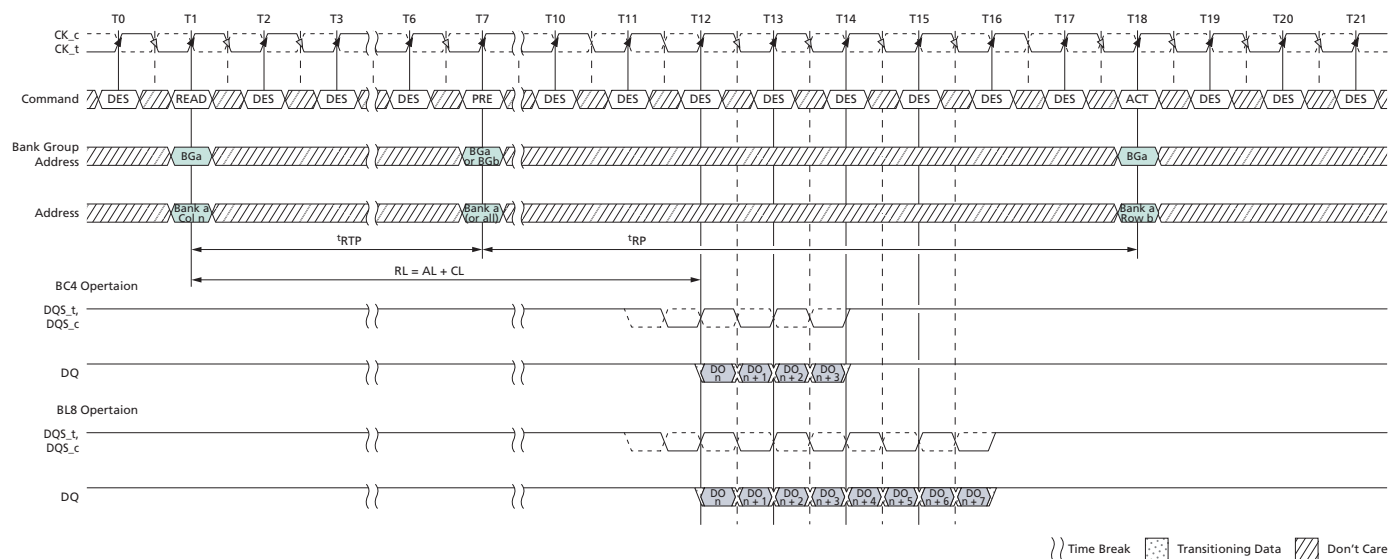 T0 T1 T2 T3 T6 T7 T10 T11 T12 T13 T14 T15 T16 T17 T18 T19 T20 T21
CK_c
CK_t
Command DES READ DES DES DES PRE DES DES DES DES DES DES DES DES ACT DES DES DES
Bank Group
Address
BGa
BGa
or BGb
BGa
Address
Bank a
Col n
Bank a
(or all)
Bank a
Row b
tRTP tRP
RL = AL + CL
BC4 Opertaion
DQS_t,
DQS_c
DQ
DO
n
DO
n + 1
DO
n + 2
DO
n + 3
BL8 Opertaion
DQS_t,
DQS_c
DQ
DO
n
DO
n + 1
DO
n + 2
DO
n + 3
DO
n + 4
DO
n + 5
DO
n + 6
DO
n + 7
Time Break Transitioning Data Don't Care